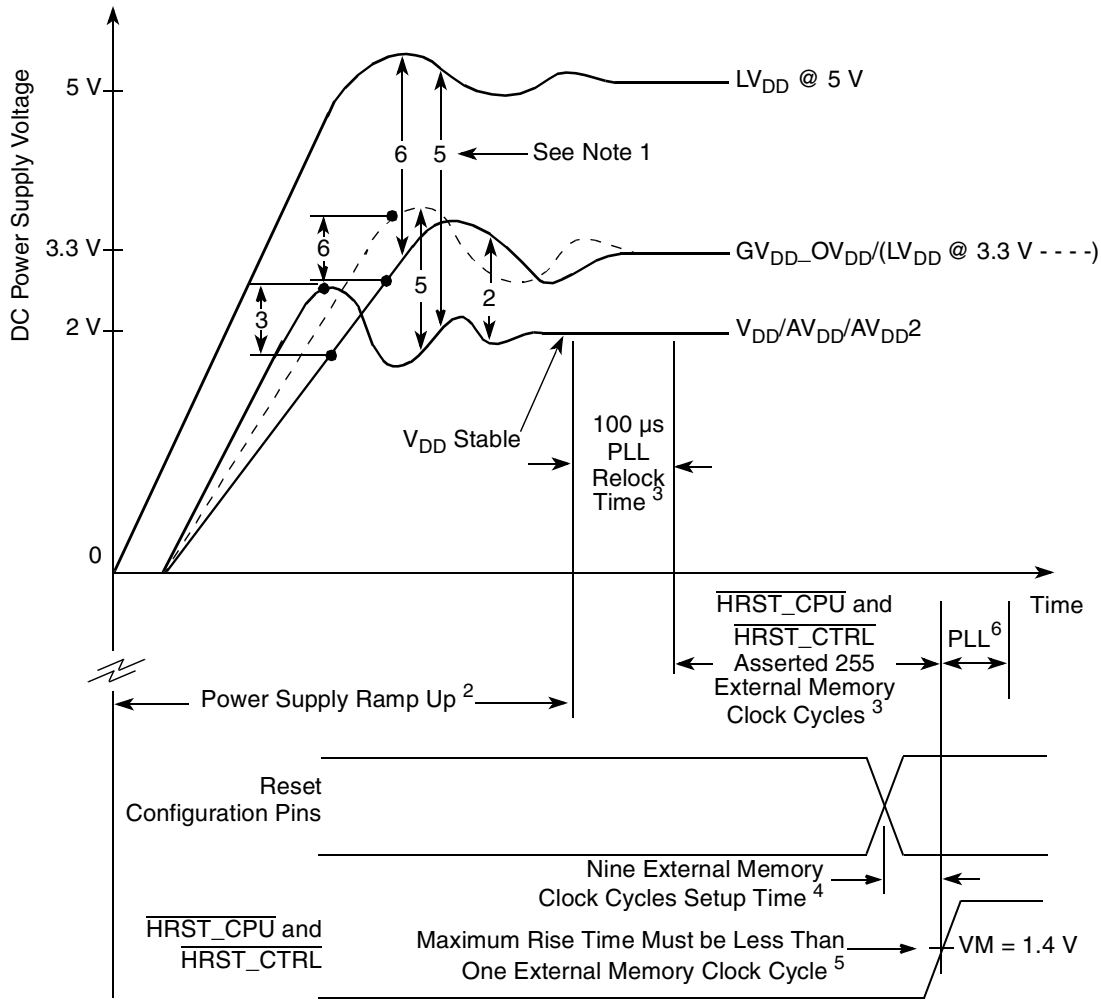 DC Power Supply Voltage
5 V
3.3 V
2 V
0
LVDD @ 5 V
6
5
See Note 1
6
5
2
3
GVDD_OVDD/(LVDD @ 3.3 V - - - -)
VDD/AVDD/AVDD2
VDD Stable
100 µs
PLL
Relock
Time 3
Time
HRST_CPU and
HRST_CTRL
Asserted 255
External Memory
Clock Cycles 3
PLL6
Power Supply Ramp Up 2
Reset
Configuration Pins
Nine External Memory
Clock Cycles Setup Time 4
HRST_CPU and
HRST_CTRL
Maximum Rise Time Must be Less Than
One External Memory Clock Cycle 5
VM = 1.4 V